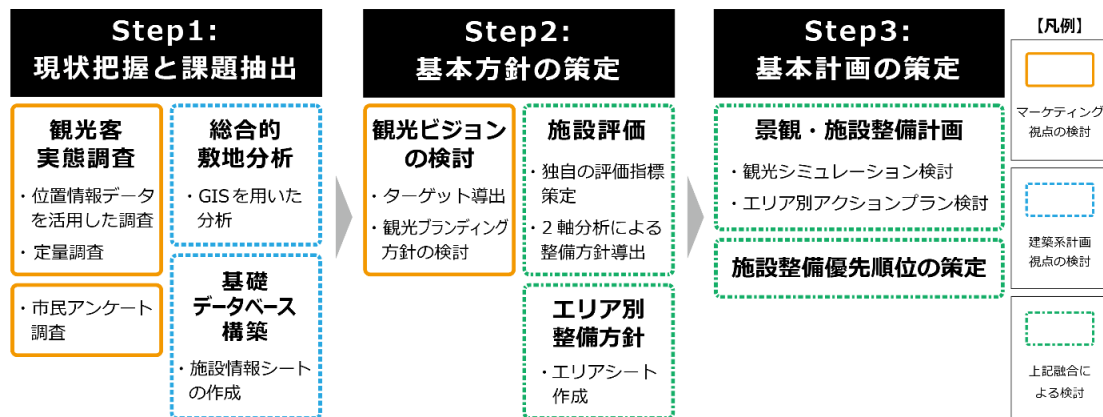 Step1:
現状把握と課題抽出
観光客
実態調査
・位置情報データ
を活用した調査
・定量調査
・市民アンケート
調査
総合的
敷地分析
・GISを用いた
分析
基礎
データベース
構築
・施設情報シート
の作成
Step2:
基本方針の策定
観光ビジョン
の検討
・ターゲット導出
・観光ブランディング
方針の検討
施設評価
・独自の評価指標
策定
・2軸分析による
整備方針導出
エリア別
整備方針
・エリアシート
作成
Step3:
基本計画の策定
景観・施設整備計画
・観光シミュレーション検討
・エリア別アクションプラン検討
施設整備優先順位の策定
【凡例】
マーケティング
視点の検討
建築系計画
視点の検討
上記融合に
よる検討